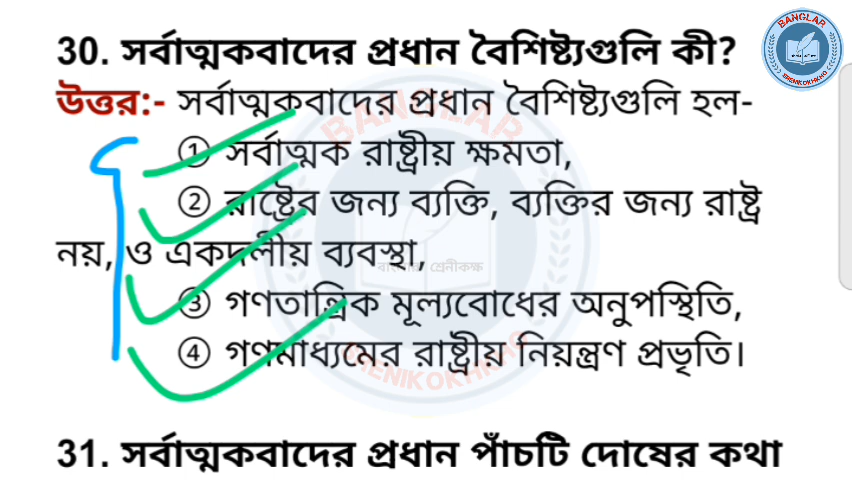 BANGLAR
SHENIKOKHKHO
30. সর্বাত্মকবাদের প্রধান বৈশিষ্ট্যগুলি কী?
উত্তর:- সর্বাত্মকবাদের প্রধান বৈশিষ্ট্যগুলি হল-
① সর্বাত্মক রাষ্ট্রীয় ক্ষমতা,
② রাষ্ট্রের জন্য ব্যক্তি, ব্যক্তির জন্য রাষ্ট্র
নয়, ও একদলীয় ব্যবস্থা,
③ গণতান্ত্রিক মূল্যবোধের অনুপস্থিতি,
④ গণমাধ্যমের রাষ্ট্রীয় নিয়ন্ত্রণ প্রভৃতি।
31. সর্বাত্মকবাদের প্রধান পাঁচটি দোষের কথা